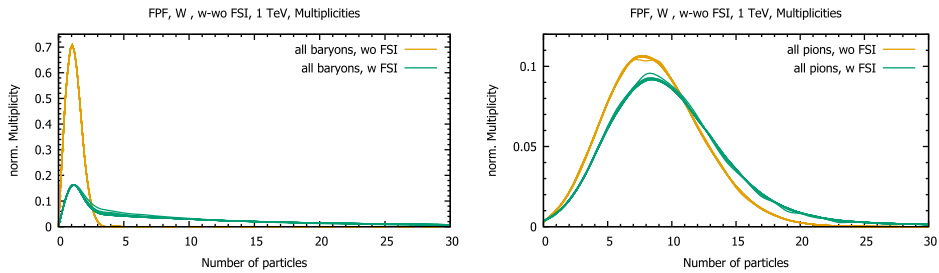 FPF, W , w-wo FSI, 1 TeV, Multiplicities
all baryons, wo FSI
all baryons, w FSI
norm. Multiplicity
0.7
0.6
0.5
0.4
0.3
0.2
0.1
0
0 5 10 15 20 25 30
Number of particles
FPF, W , w-wo FSI, 1 TeV, Multiplicities
all pions, wo FSI
all pions, w FSI
norm. Multiplicity
0.1
0.05
0
0 5 10 15 20 25 30
Number of particles